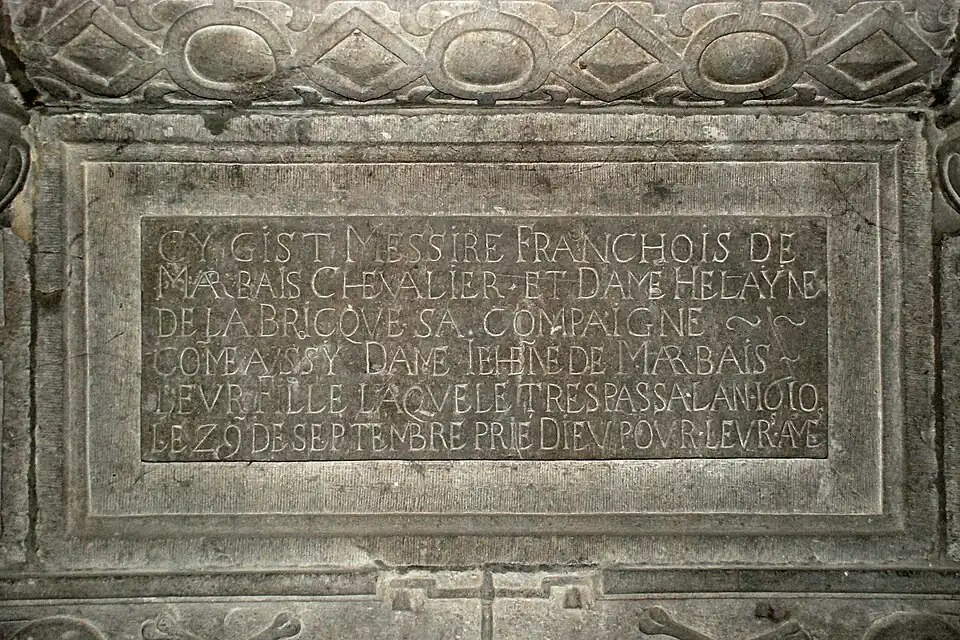 CY GIST MESSIRE FRANCHOIS DE
MARBAIS CHEVALIER · ET DAME HELAYNE
DE LA BRICQVE · SA · COMPAIGNE
COME AVSSY DAME IEHENE DE MARBAIS
LEVR FILLE LAQVELE TRESPASSA · LAN · 1610
LE 29 DE SEPTEMBRE PRIE DIEV POVR · LEVR · AME